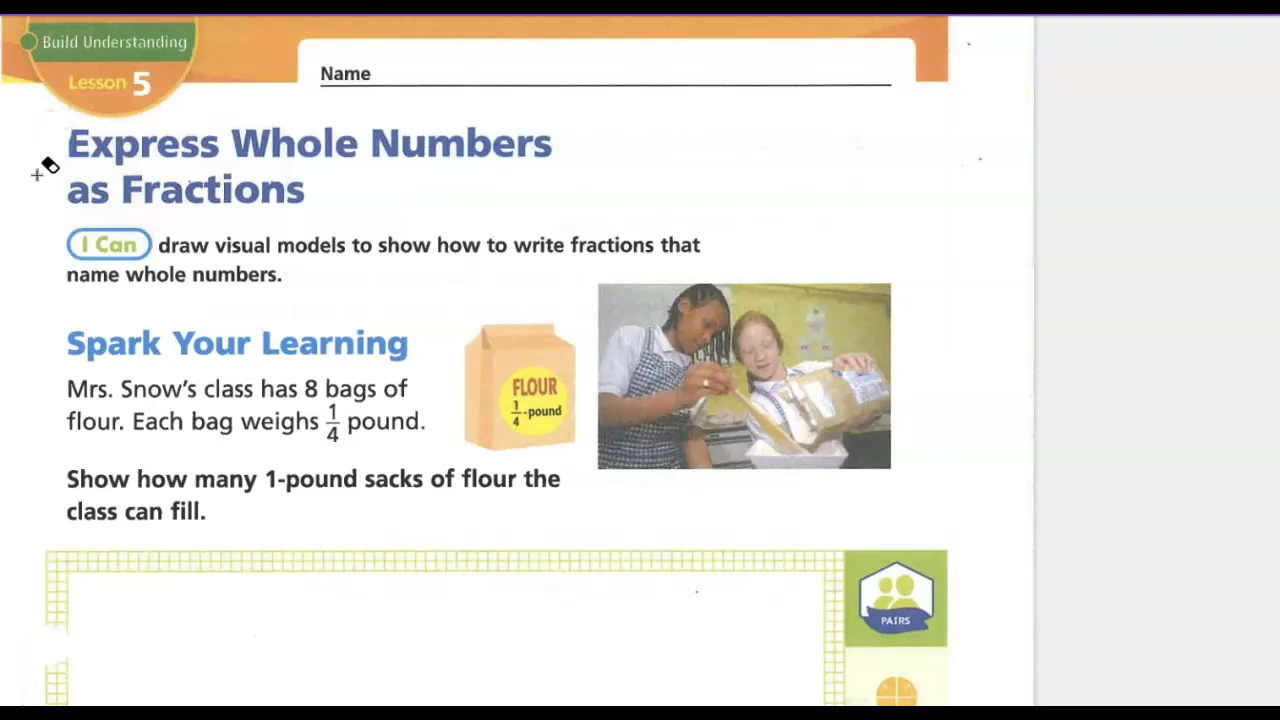 Build Understanding
Lesson 5
Name
Express Whole Numbers
as Fractions
I Can draw visual models to show how to write fractions that
name whole numbers.
Spark Your Learning
Mrs. Snow's class has 8 bags of
flour. Each bag weighs 1/4 pound.
FLOUR
1/4-pound
Show how many 1-pound sacks of flour the
class can fill.
PAIRS